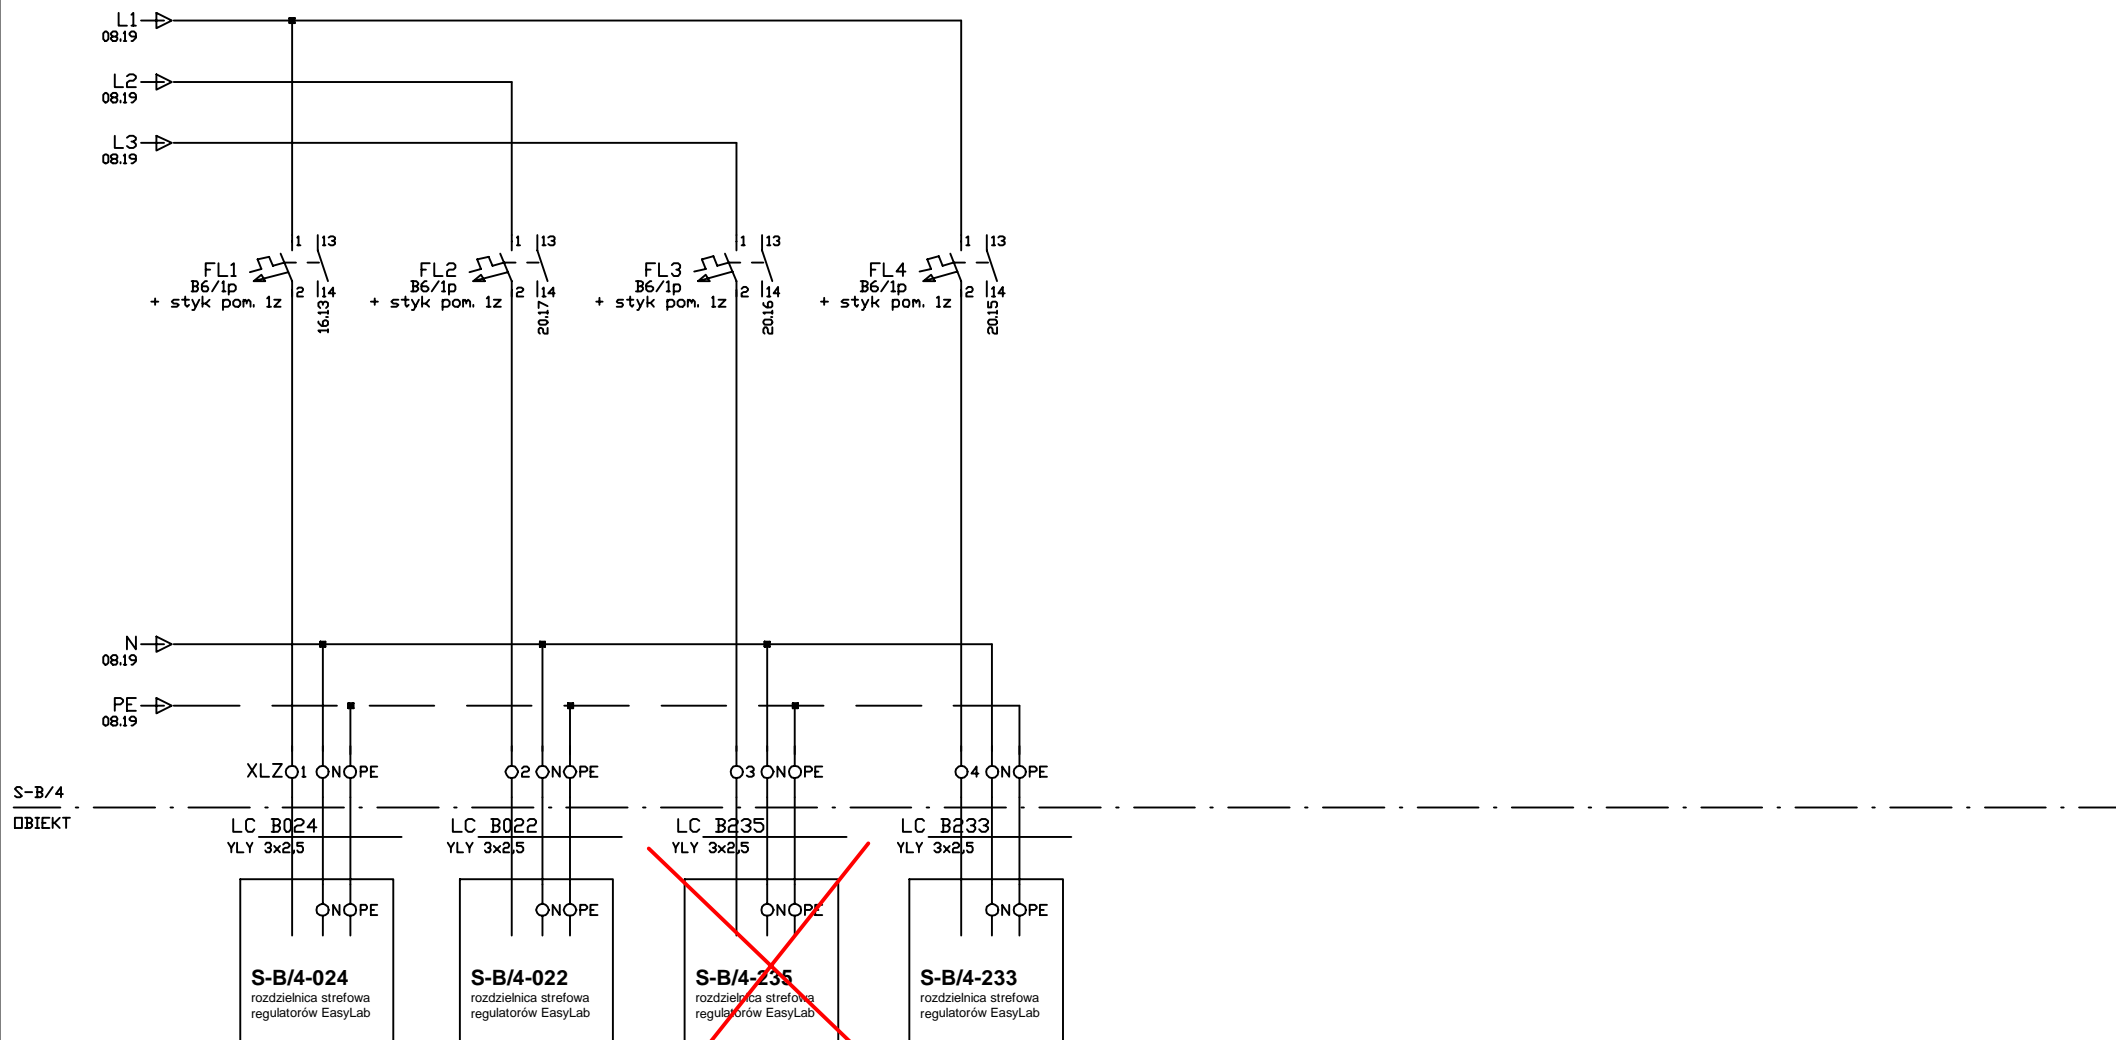 L1
08.19
L2
08.19
L3
08.19
1 13
FL1
B6/1p
+ styk pom. 1z
2 14
16.13
1 13
FL2
B6/1p
+ styk pom. 1z
2 14
20.17
1 13
FL3
B6/1p
+ styk pom. 1z
2 14
20.16
1 13
FL4
B6/1p
+ styk pom. 1z
2 14
20.15
N
08.19
PE
08.19
XLZ 1 N PE
2 N PE
3 N PE
4 N PE
S-B/4
OBIEKT
LC B024
YLY 3x2,5
LC B022
YLY 3x2,5
LC B235
YLY 3x2,5
LC B233
YLY 3x2,5
N PE
N PE
N PE
N PE
S-B/4-024
rozdzielnica strefowa
regulatorów EasyLab
S-B/4-022
rozdzielnica strefowa
regulatorów EasyLab
S-B/4-235
rozdzielnica strefowa
regulatorów EasyLab
S-B/4-233
rozdzielnica strefowa
regulatorów EasyLab